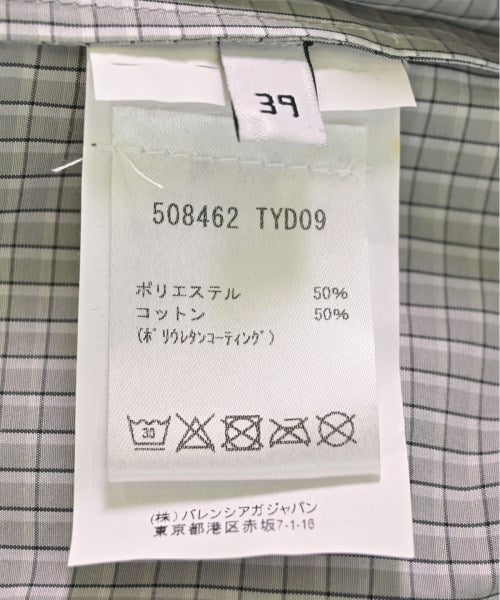 39
508462 TYD09
ポリエステル 50%
コットン 50%
(ﾎﾟﾘｳﾚﾀﾝｺｰﾃｨﾝｸﾞ)
30
(株) バレンシアガジャパン
東京都港区赤坂7-1-16